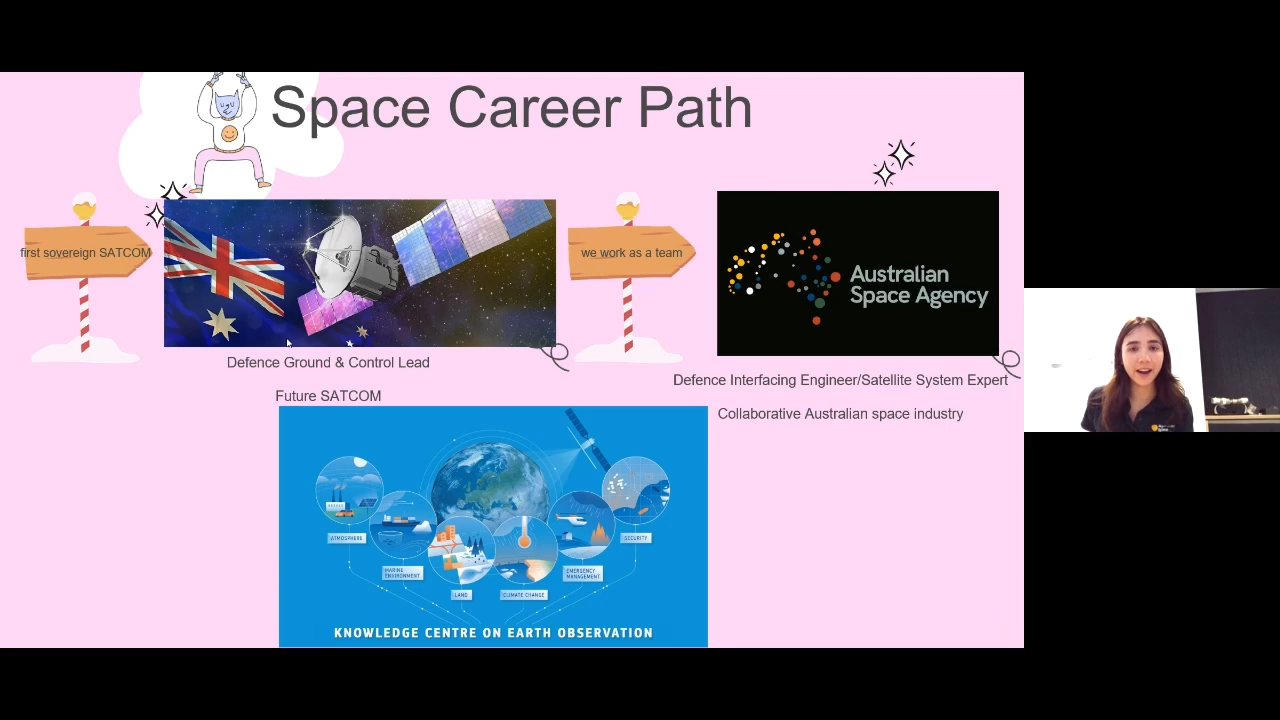 Space Career Path
first sovereign SATCOM
we work as a team
Australian
Space Agency
Defence Ground & Control Lead
Defence Interfacing Engineer/Satellite System Expert
Future SATCOM
Collaborative Australian space industry
ATMOSPHERE
SECURITY
MARINE
ENVIRONMENT
EMERGENCY
MANAGEMENT
LAND
CLIMATE CHANGE
KNOWLEDGE CENTRE ON EARTH OBSERVATION